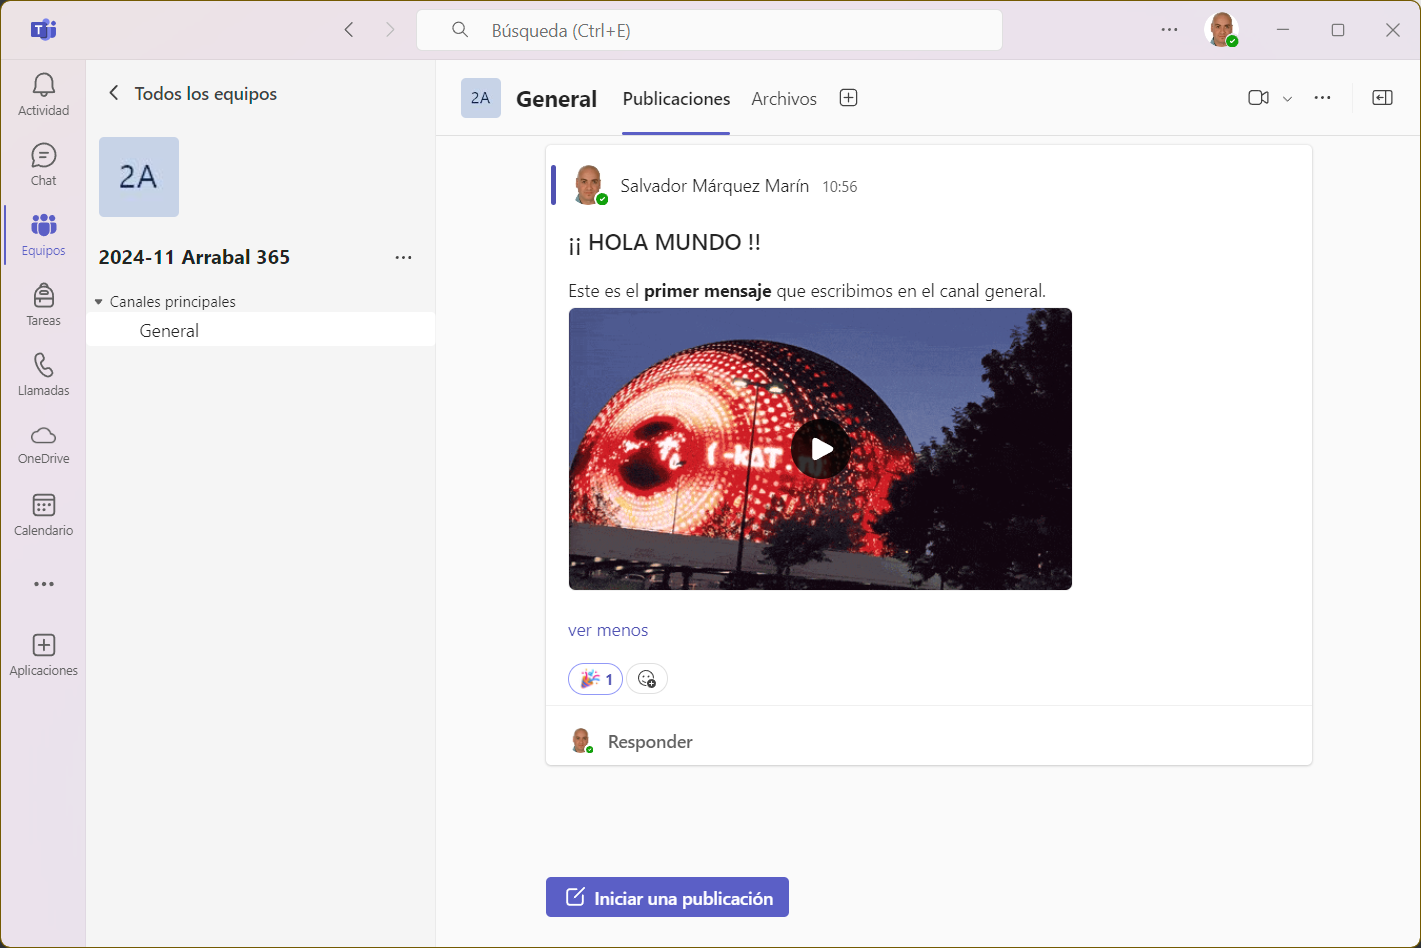 Búsqueda (Ctrl+E)
Actividad
Chat
Equipos
Tareas
Llamadas
OneDrive
Calendario
Aplicaciones
Todos los equipos
2A
2024-11 Arrabal 365
Canales principales
General
2A
General
Publicaciones
Archivos
Salvador Márquez Marín 10:56
¡¡ HOLA MUNDO !!
Este es el primer mensaje que escribimos en el canal general.
ver menos
1
Responder
Iniciar una publicación